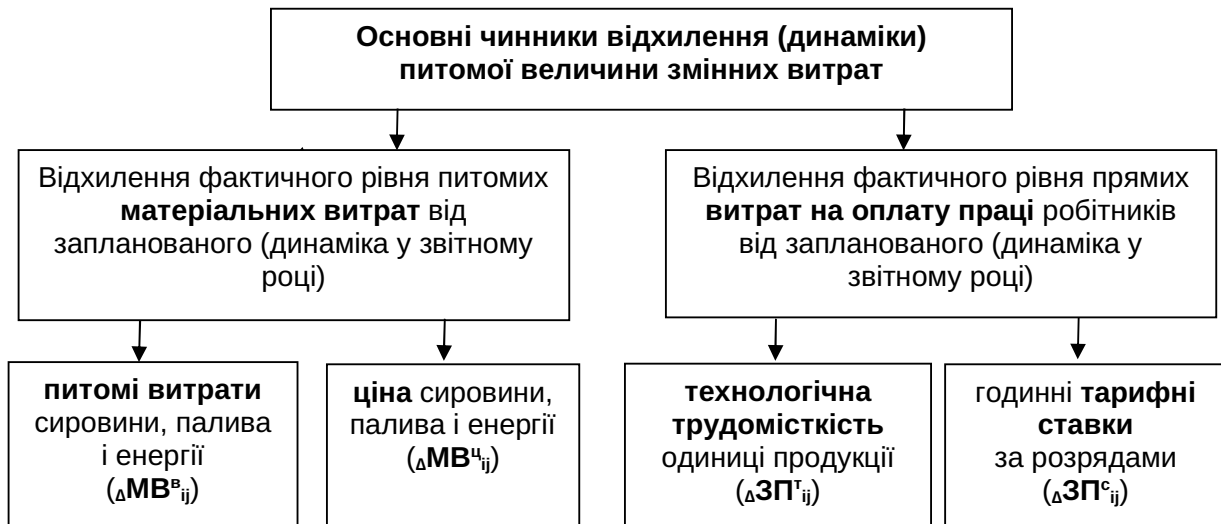 Основні чинники відхилення (динаміки)
питомої величини змінних витрат
Відхилення фактичного рівня питомих
матеріальних витрат від
запланованого (динаміка у звітному
році)
Відхилення фактичного рівня прямих
витрат на оплату праці робітників
від запланованого (динаміка у
звітному році)
питомі витрати
сировини, палива
і енергії
(ΔМВᵸᵢⱼ)
ціна сировини,
палива і енергії
(ΔМВцij)
технологічна
трудомісткість
одиниці продукції
(ΔЗПтij)
годинні тарифні
ставки
за розрядами
(ΔЗПсij)